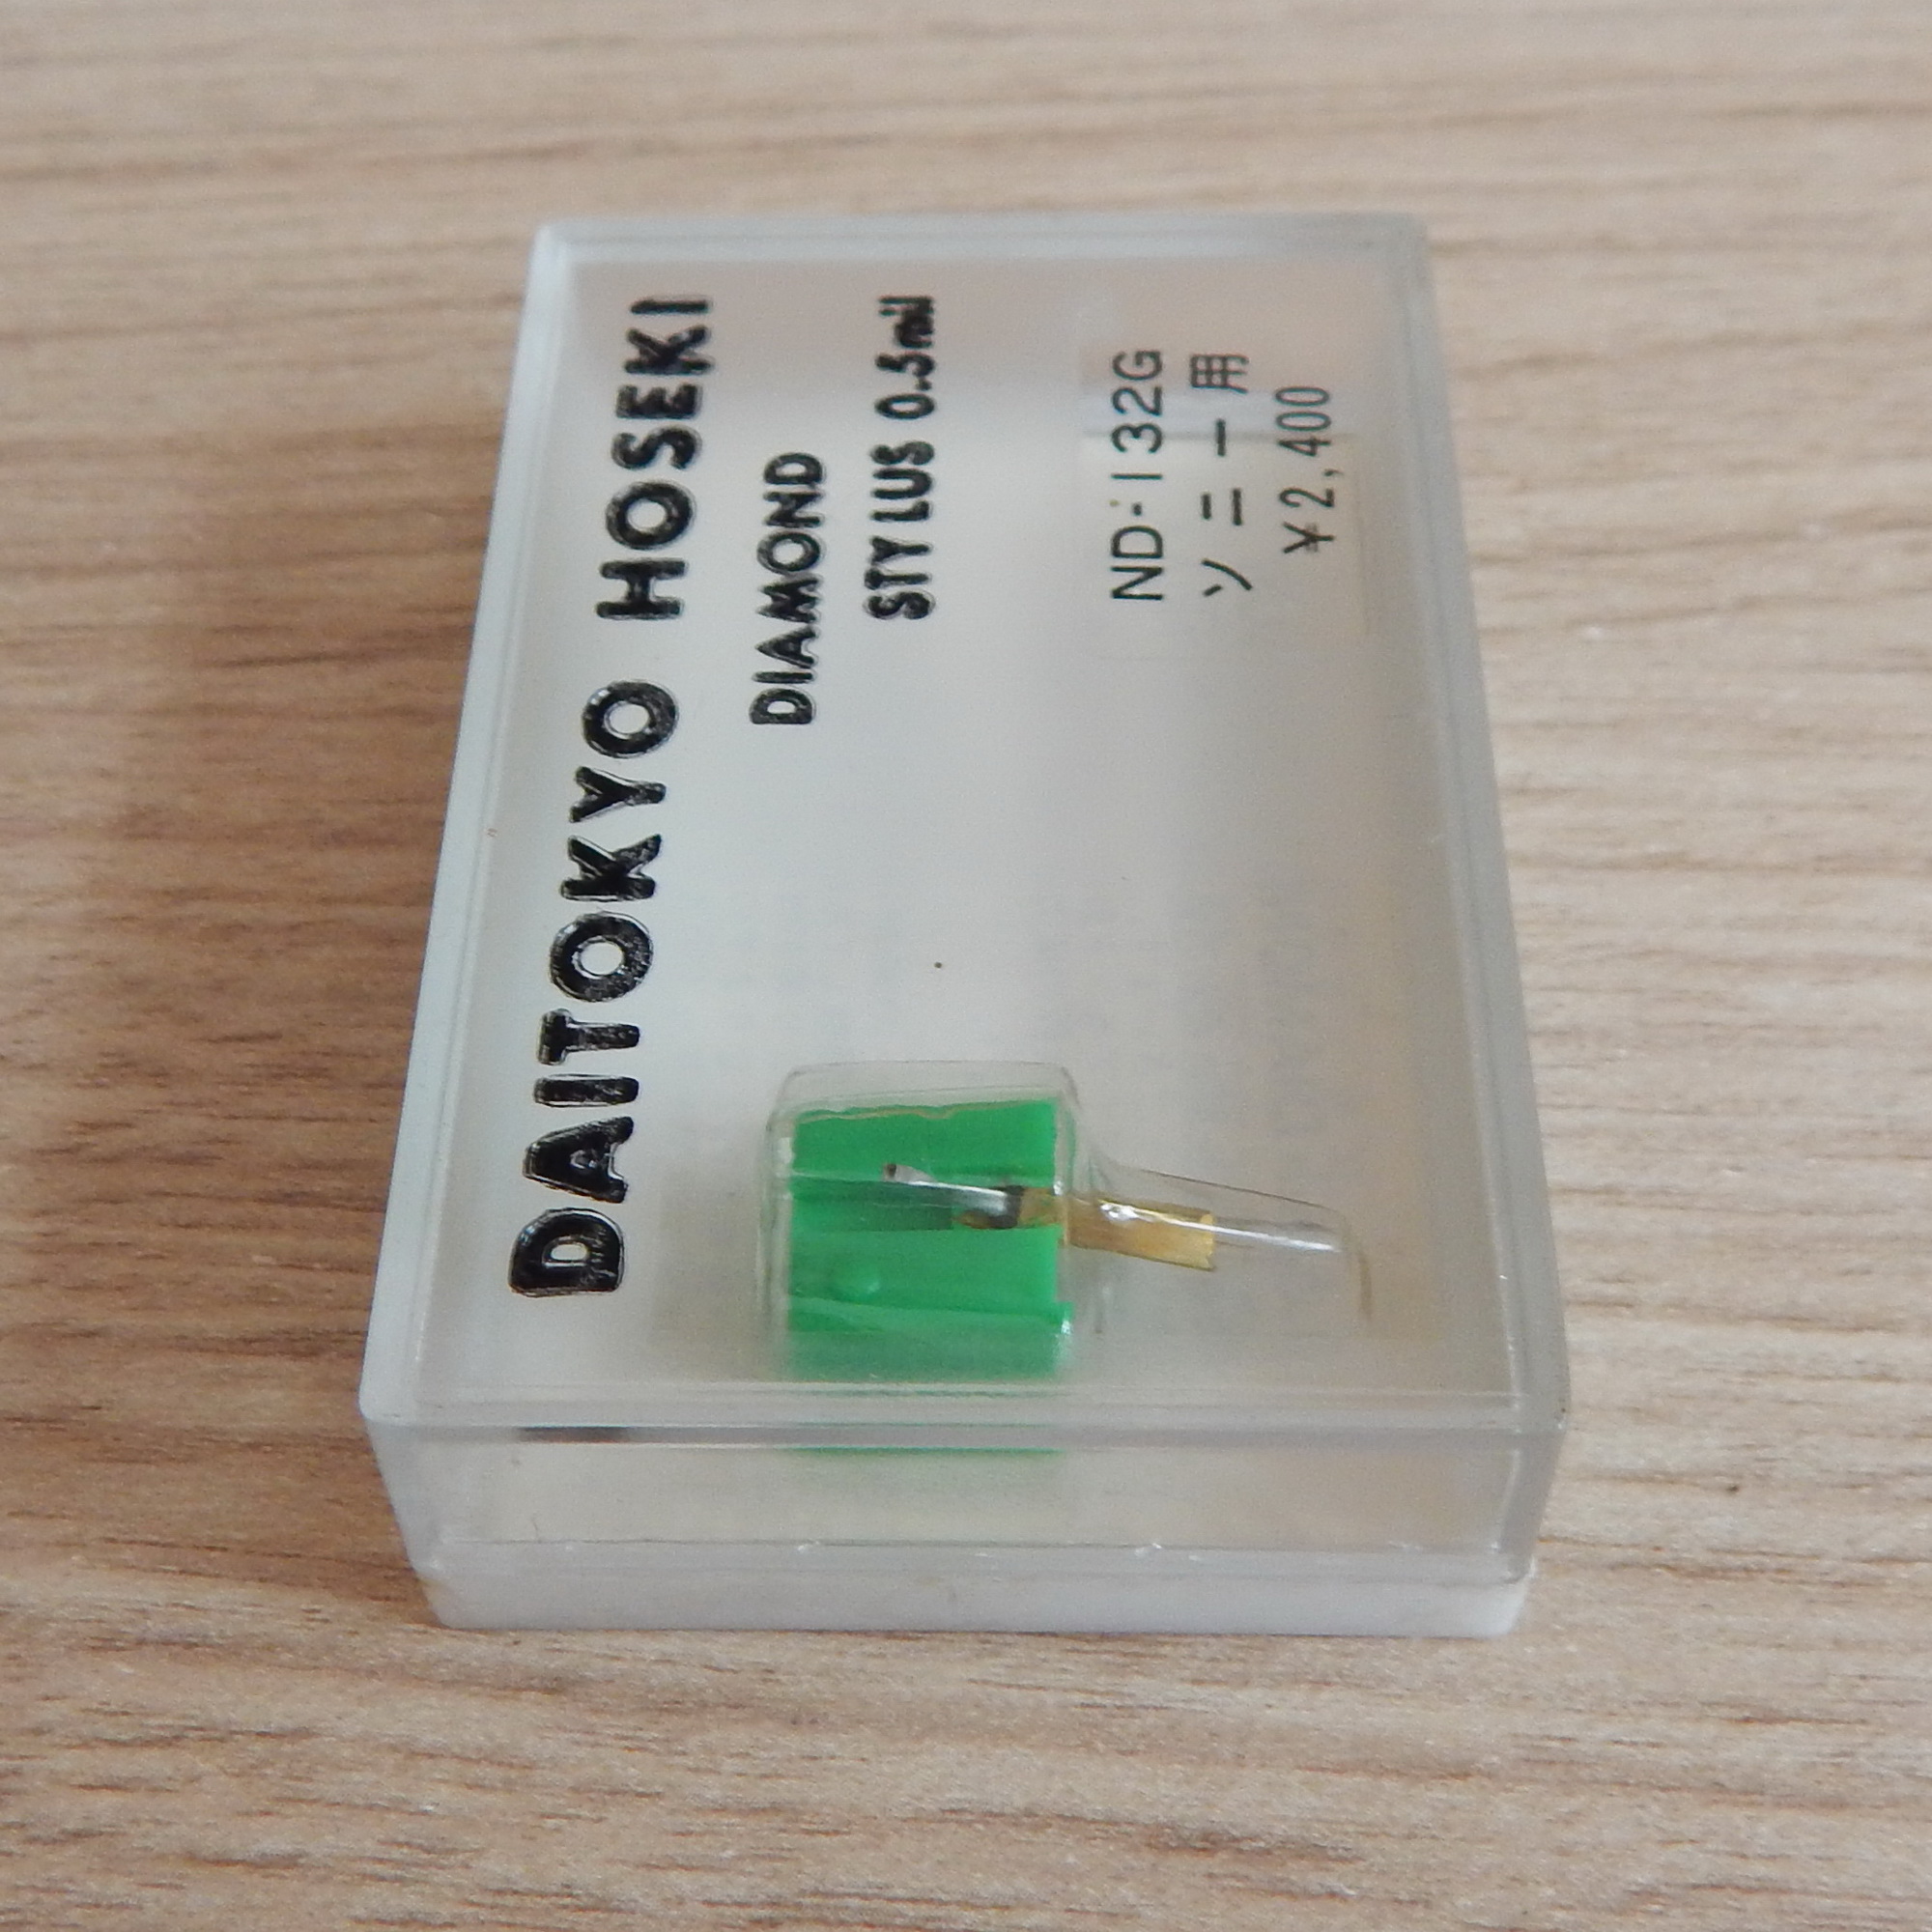 DAITOKYO HOSEKI
DIAMOND
STYLUS 0.5mil
ND-132G
ソニー用
¥2,400